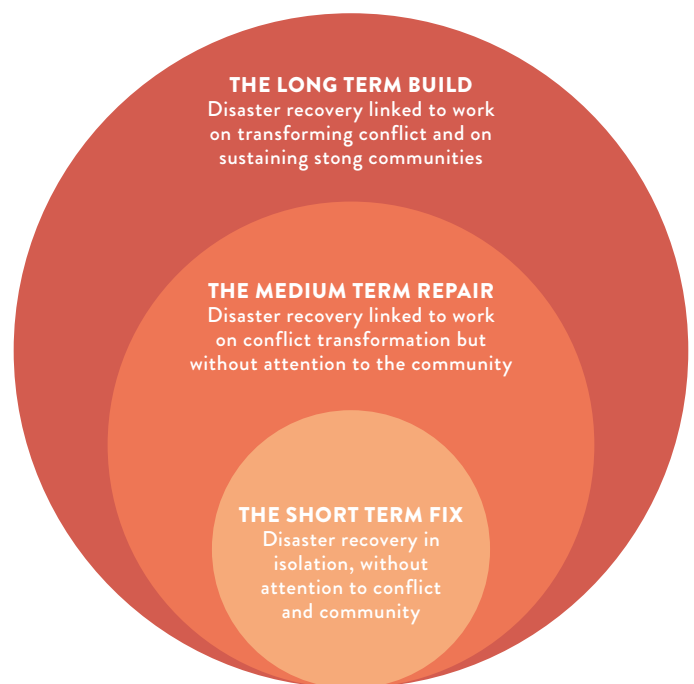 THE LONG TERM BUILD
Disaster recovery linked to work
on transforming conflict and on
sustaining stong communities
THE MEDIUM TERM REPAIR
Disaster recovery linked to work
on conflict transformation but
without attention to the community
THE SHORT TERM FIX
Disaster recovery in
isolation, without
attention to conflict
and community